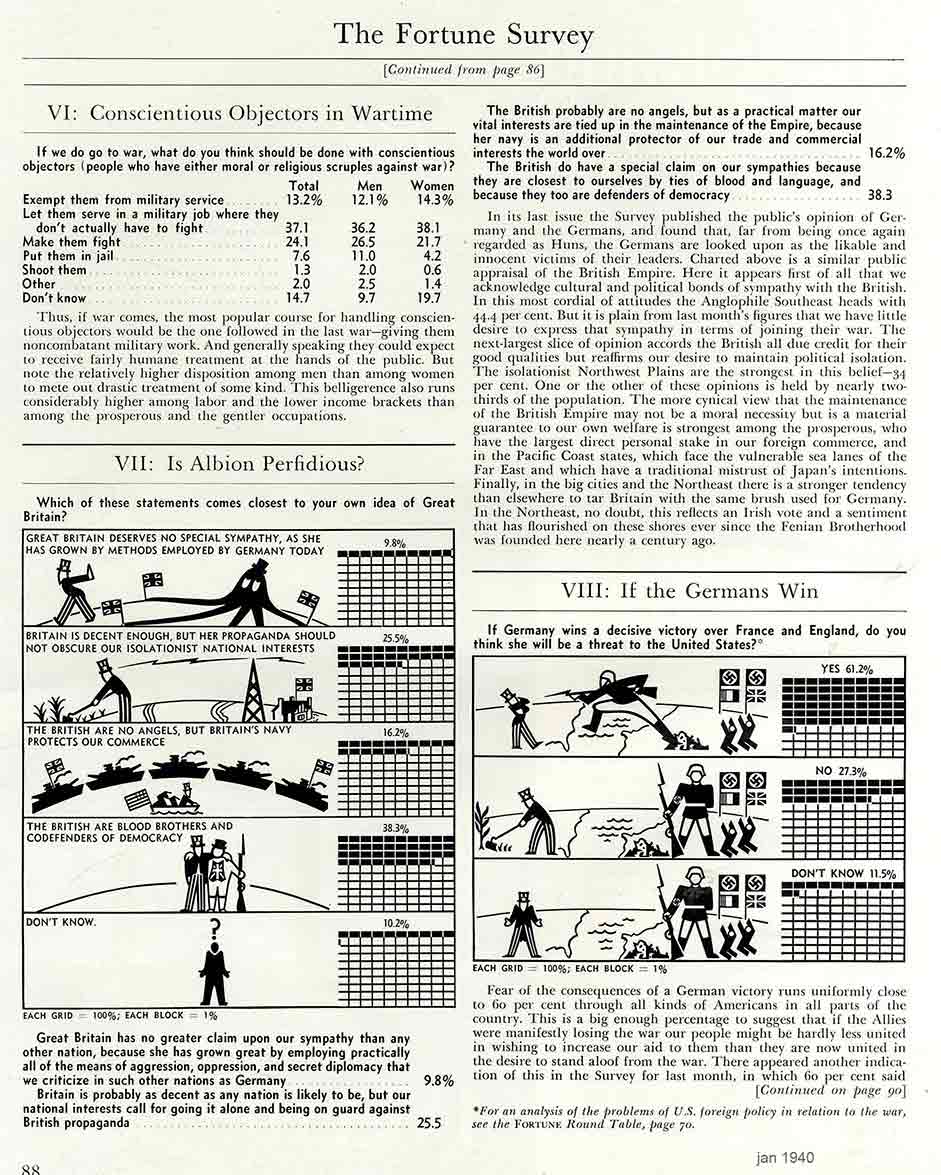 The Fortune Survey
[Continued from page 86]
VI: Conscientious Objectors in Wartime
If we do go to war, what do you think should be done with conscientious
objectors (people who have either moral or religious scruples against war)?
Total Men Women
Exempt them from military service 13.2% 12.1% 14.3%
Let them serve in a military job where they
don't actually have to fight 37.1 36.2 38.1
Make them fight 24.1 26.5 21.7
Put them in jail 7.6 11.0 4.2
Shoot them 1.3 2.0 0.6
Other 2.0 2.5 1.4
Don't know 14.7 9.7 19.7
Thus, if war comes, the most popular course for handling conscien-
tious objectors would be the one followed in the last war—giving them
noncombatant military work. And generally speaking they could expect
to receive fairly humane treatment at the hands of the public. But
note the relatively higher disposition among men than among women
to mete out drastic treatment of some kind. This belligerence also runs
considerably higher among labor and the lower income brackets than
among the prosperous and the gentler occupations.
VII: Is Albion Perfidious?
Which of these statements comes closest to your own idea of Great
Britain?
GREAT BRITAIN DESERVES NO SPECIAL SYMPATHY, AS SHE
HAS GROWN BY METHODS EMPLOYED BY GERMANY TODAY
9.8%
BRITAIN IS DECENT ENOUGH, BUT HER PROPAGANDA SHOULD
NOT OBSCURE OUR ISOLATIONIST NATIONAL INTERESTS
25.5%
THE BRITISH ARE NO ANGELS, BUT BRITAIN'S NAVY
PROTECTS OUR COMMERCE
16.2%
THE BRITISH ARE BLOOD BROTHERS AND
CODEFENDERS OF DEMOCRACY
38.3%
DON'T KNOW.
?
10.2%
EACH GRID = 100%; EACH BLOCK = 1%
Great Britain has no greater claim upon our sympathy than any
other nation, because she has grown great by employing practically
all of the means of aggression, oppression, and secret diplomacy that
we criticize in such other nations as Germany 9.8%
Britain is probably as decent as any nation is likely to be, but our
national interests call for going it alone and being on guard against
British propaganda 25.5
The British probably are no angels, but as a practical matter our
vital interests are tied up in the maintenance of the Empire, because
her navy is an additional protector of our trade and commercial
interests the world over 16.2%
The British do have a special claim on our sympathies because
they are closest to ourselves by ties of blood and language, and
because they too are defenders of democracy 38.3
In its last issue the Survey published the public's opinion of Ger-
many and the Germans, and found that, far from being once again
regarded as Huns, the Germans are looked upon as the likable and
innocent victims of their leaders. Charted above is a similar public
appraisal of the British Empire. Here it appears first of all that we
acknowledge cultural and political bonds of sympathy with the British.
In this most cordial of attitudes the Anglophile Southeast heads with
44.4 per cent. But it is plain from last month's figures that we have little
desire to express that sympathy in terms of joining their war. The
next-largest slice of opinion accords the British all due credit for their
good qualities but reaffirms our desire to maintain political isolation.
The isolationist Northwest Plains are the strongest in this belief—34
per cent. One or the other of these opinions is held by nearly two-
thirds of the population. The more cynical view that the maintenance
of the British Empire may not be a moral necessity but is a material
guarantee to our own welfare is strongest among the prosperous, who
have the largest direct personal stake in our foreign commerce, and
in the Pacific Coast states, which face the vulnerable sea lanes of the
Far East and which have a traditional mistrust of Japan's intentions.
Finally, in the big cities and the Northeast there is a stronger tendency
than elsewhere to tar Britain with the same brush used for Germany.
In the Northeast, no doubt, this reflects an Irish vote and a sentiment
that has flourished on these shores ever since the Fenian Brotherhood
was founded here nearly a century ago.
VIII: If the Germans Win
If Germany wins a decisive victory over France and England, do you
think she will be a threat to the United States?*
YES 61.2%
NO 27.3%
DON'T KNOW 11.5%
EACH GRID = 100%; EACH BLOCK = 1%
Fear of the consequences of a German victory runs uniformly close
to 60 per cent through all kinds of Americans in all parts of the
country. This is a big enough percentage to suggest that if the Allies
were manifestly losing the war our people might be hardly less united
in wishing to increase our aid to them than they are now united in
the desire to stand aloof from the war. There appeared another indica-
tion of this in the Survey for last month, in which 60 per cent said
[Continued on page 90]
*For an analysis of the problems of U.S. foreign policy in relation to the war,
see the FORTUNE Round Table, page 70.
88
jan 1940